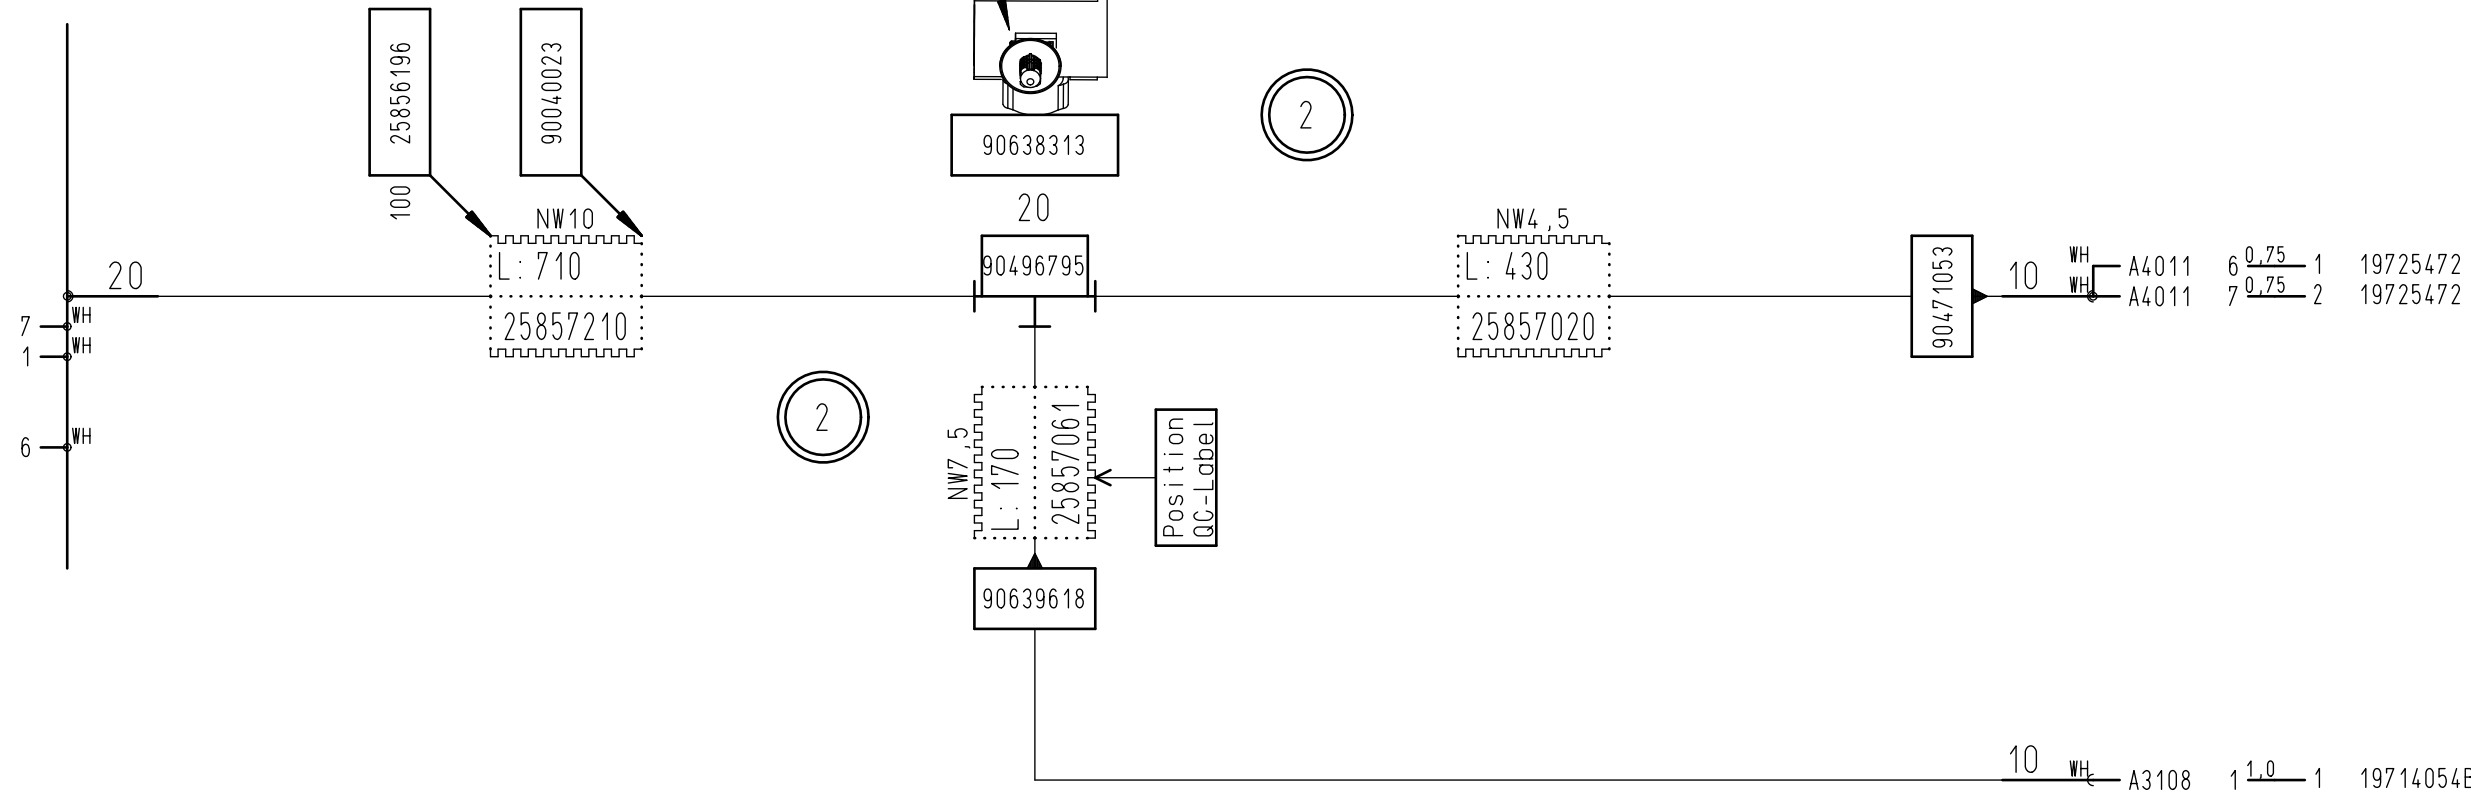 25856196
100
90040023
90638313
2
20
NW10
NW4,5
20
L: 710
25857210
90496795
L: 430
25857020
90471053
10
WH A4011 6 0,75 1 19725472
WH A4011 7 0,75 2 19725472
7 WH
1 WH
6 WH
2
NW7,5
L: 170
25857061
Position
QC-Label
90639618
10
WH A3108 1 1,0 1 19714054B